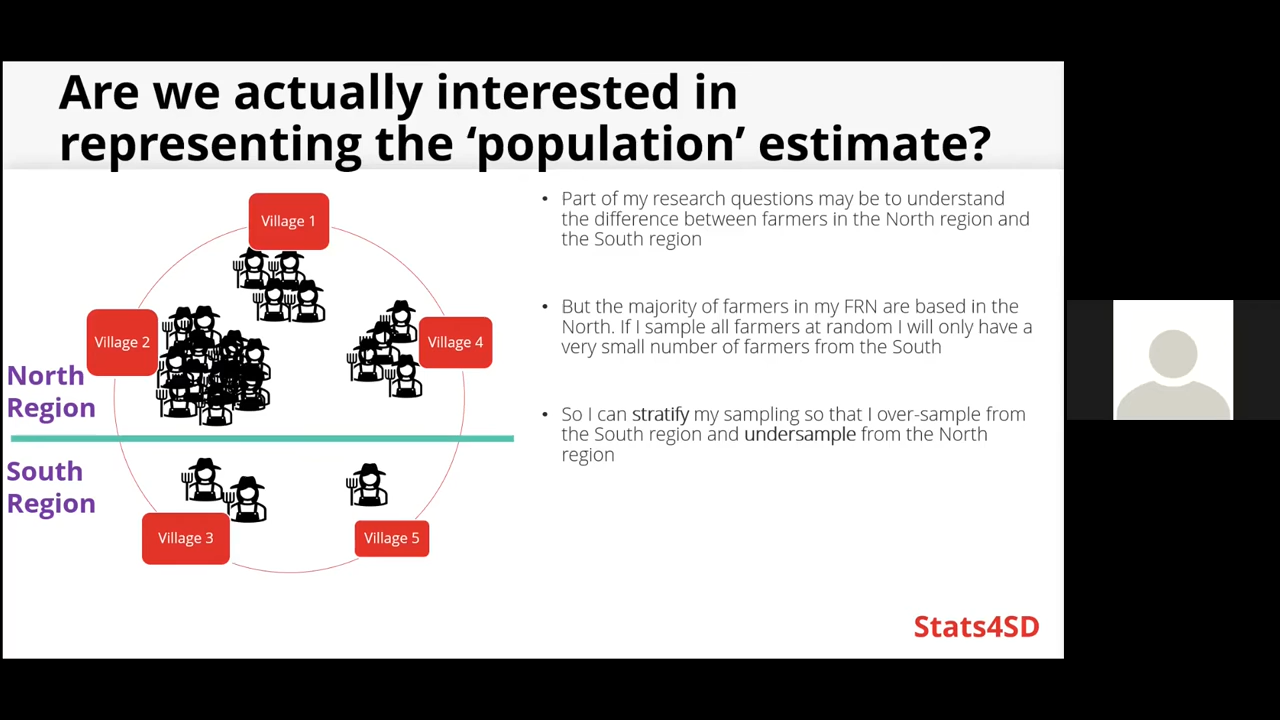 Are we actually interested in
representing the ‘population’ estimate?
Village 1
Village 2
Village 4
North
Region
South
Region
Village 3
Village 5
• Part of my research questions may be to understand
the difference between farmers in the North region and
the South region
• But the majority of farmers in my FRN are based in the
North. If I sample all farmers at random I will only have a
very small number of farmers from the South
• So I can stratify my sampling so that I over-sample from
the South region and undersample from the North
region
Stats4SD